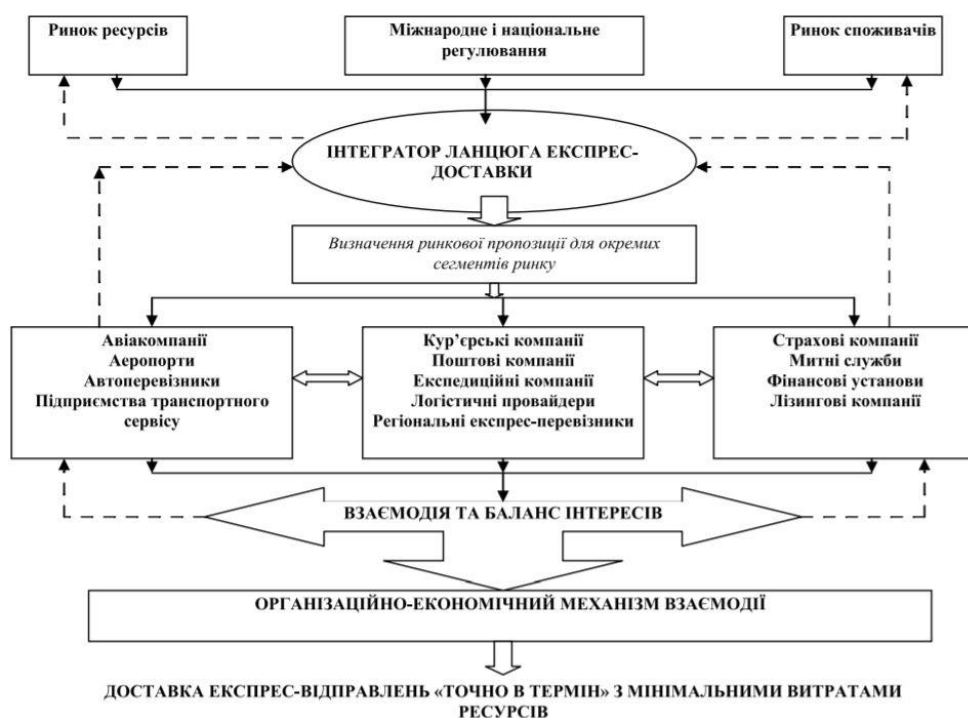 Ринок ресурсів
Міжнародне і національне
регулювання
Ринок споживачів
ІНТЕГРАТОР ЛАНЦЮГА ЕКСПРЕС-
ДОСТАВКИ
Визначення ринкової пропозиції для окремих
сегментів ринку
Авіакомпанії
Аеропорти
Автоперевізники
Підприємства транспортного
сервісу
Кур’єрські компанії
Поштові компанії
Експедиційні компанії
Логістичні провайдери
Регіональні експрес-перевізники
Страхові компанії
Митні служби
Фінансові установи
Лізингові компанії
ВЗАЄМОДІЯ ТА БАЛАНС ІНТЕРЕСІВ
ОРГАНІЗАЦІЙНО-ЕКОНОМІЧНИЙ МЕХАНІЗМ ВЗАЄМОДІЇ
ДОСТАВКА ЕКСПРЕС-ВІДПРАВЛЕНЬ «ТОЧНО В ТЕРМІН» З МІНІМАЛЬНИМИ ВИТРАТАМИ
РЕСУРСІВ